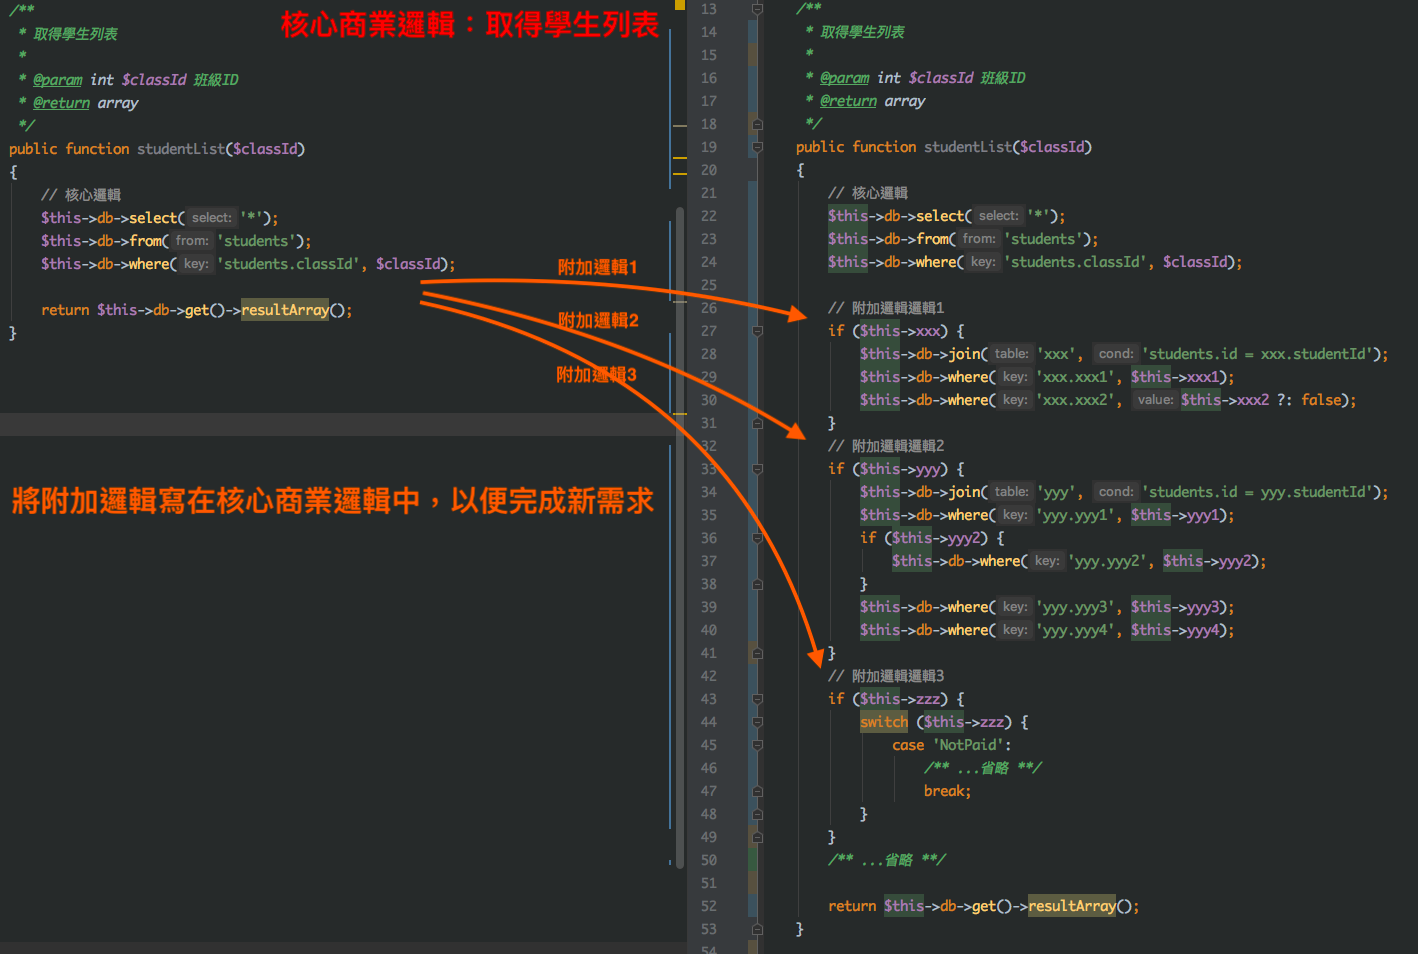 核心商業邏輯：取得學生列表
/**
 * 取得學生列表
 *
 * @param int $classId 班級ID
 * @return array
 */
public function studentList($classId)
{
    // 核心邏輯
    $this->db->select( select: '*');
    $this->db->from( from: 'students');
    $this->db->where( key: 'students.classId', $classId);

    return $this->db->get()->resultArray();
}
附加邏輯1
附加邏輯2
附加邏輯3
將附加邏輯寫在核心商業邏輯中，以便完成新需求
13 /**
14  * 取得學生列表
15  *
16  * @param int $classId 班級ID
17  * @return array
18  */
19 public function studentList($classId)
20 {
21     // 核心邏輯
22     $this->db->select( select: '*');
23     $this->db->from( from: 'students');
24     $this->db->where( key: 'students.classId', $classId);
25
26     // 附加邏輯邏輯1
27     if ($this->xxx) {
28         $this->db->join( table: 'xxx', cond: 'students.id = xxx.studentId');
29         $this->db->where( key: 'xxx.xxx1', $this->xxx1);
30         $this->db->where( key: 'xxx.xxx2', value: $this->xxx2 ?: false);
31     }
32     // 附加邏輯邏輯2
33     if ($this->yyy) {
34         $this->db->join( table: 'yyy', cond: 'students.id = yyy.studentId');
35         $this->db->where( key: 'yyy.yyy1', $this->yyy1);
36         if ($this->yyy2) {
37             $this->db->where( key: 'yyy.yyy2', $this->yyy2);
38         }
39         $this->db->where( key: 'yyy.yyy3', $this->yyy3);
40         $this->db->where( key: 'yyy.yyy4', $this->yyy4);
41     }
42     // 附加邏輯邏輯3
43     if ($this->zzz) {
44         switch ($this->zzz) {
45             case 'NotPaid':
46                 /** ...省略 **/
47                 break;
48         }
49     }
50     /** ...省略 **/
51
52     return $this->db->get()->resultArray();
53 }
54